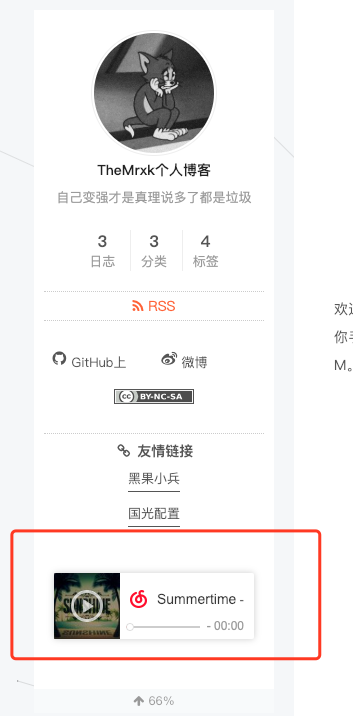 TheMrxk个人博客
自己变强才是真理说多了都是垃圾
3 3 4
日志 分类 标签
RSS
GitHub上 微博
cc BY-NC-SA
友情链接
黑果小兵
国光配置
SUNSHINE
Summertime -
- 00:00
66%
欢迎
M。